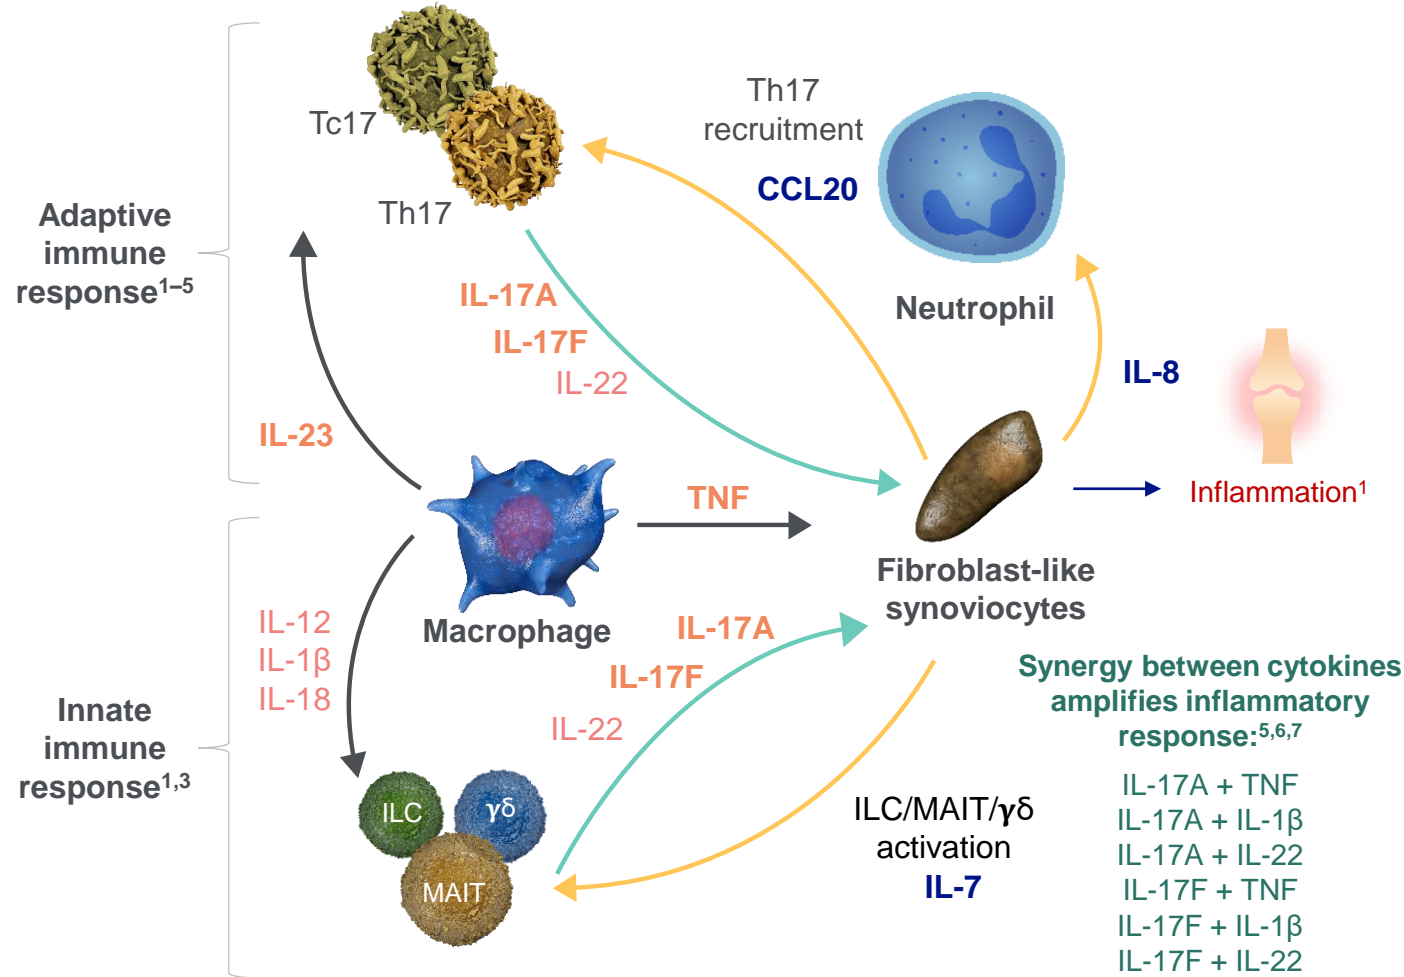 Tc17
Th17
Th17
recruitment
CCL20
Neutrophil
Adaptive
immune
response¹⁻⁵
IL-17A
IL-17F
IL-22
IL-23
IL-8
TNF
Inflammation¹
Macrophage
Fibroblast-like
synoviocytes
IL-12
IL-1β
IL-18
IL-17A
IL-17F
IL-22
Innate
immune
response¹,³
ILC
γδ
MAIT
ILC/MAIT/γδ
activation
IL-7
Synergy between cytokines
amplifies inflammatory
response:⁵,⁶,⁷
IL-17A + TNF
IL-17A + IL-1β
IL-17A + IL-22
IL-17F + TNF
IL-17F + IL-1β
IL-17F + IL-22